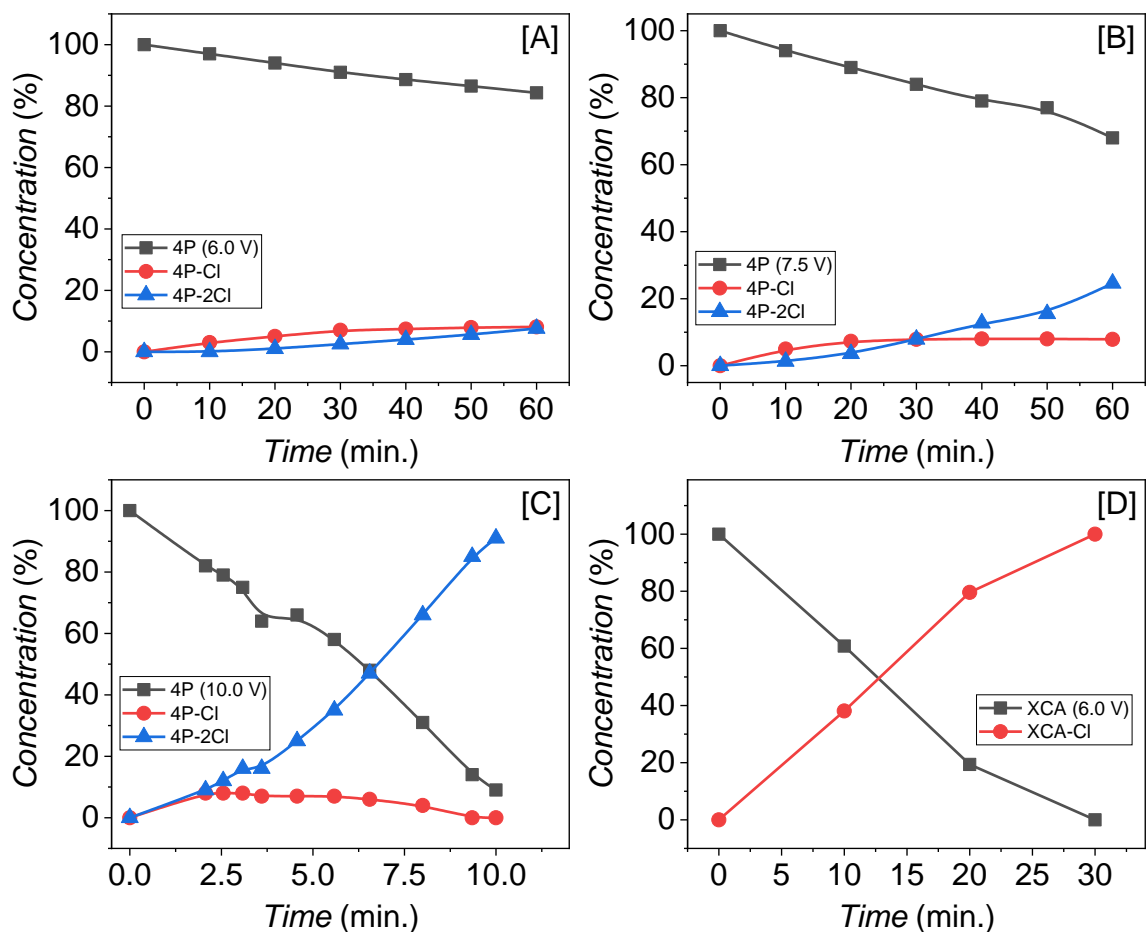 [A]
Concentration (%)
100
80
60
40
20
0
4P (6.0 V)
4P-Cl
4P-2Cl
0 10 20 30 40 50 60
Time (min.)
[B]
Concentration (%)
100
80
60
40
20
0
4P (7.5 V)
4P-Cl
4P-2Cl
0 10 20 30 40 50 60
Time (min.)
[C]
Concentration (%)
100
80
60
40
20
0
4P (10.0 V)
4P-Cl
4P-2Cl
0.0 2.5 5.0 7.5 10.0
Time (min.)
[D]
Concentration (%)
100
80
60
40
20
0
XCA (6.0 V)
XCA-Cl
0 5 10 15 20 25 30
Time (min.)